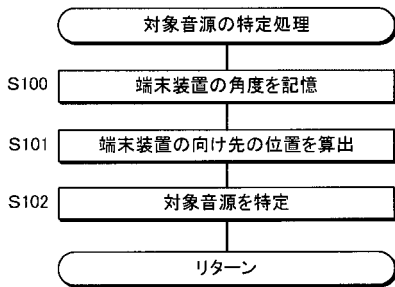 対象音源の特定処理
S100
端末装置の角度を記憶
S101
端末装置の向け先の位置を算出
S102
対象音源を特定
リターン